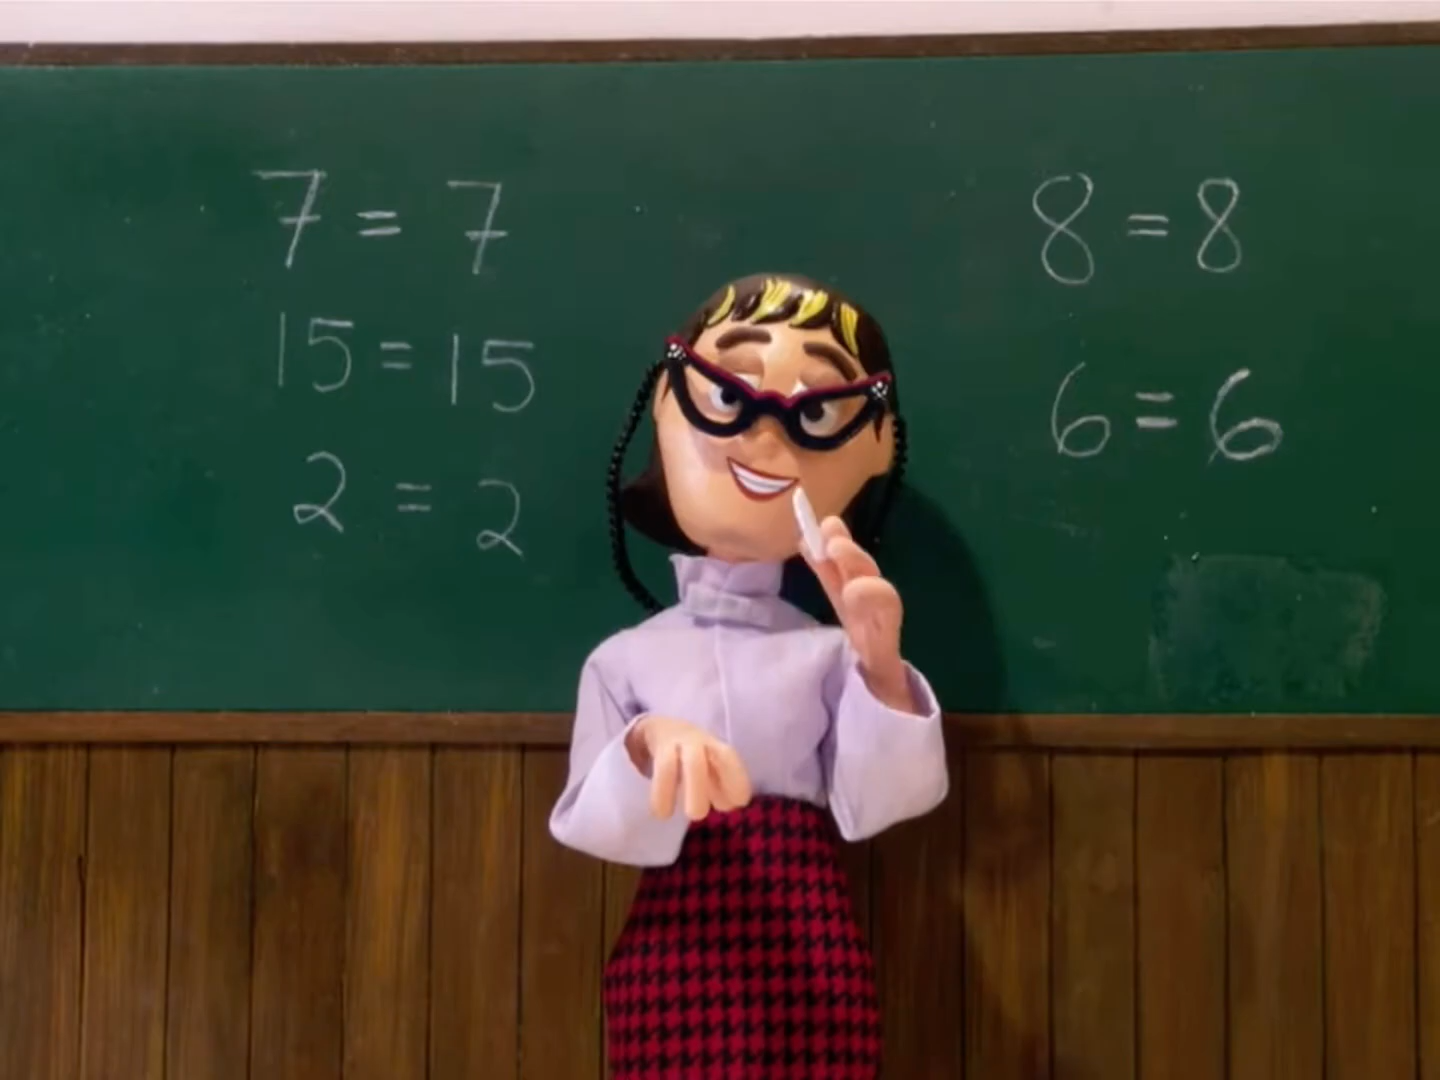 7 = 7
15 = 15
2 = 2
8 = 8
6 = 6